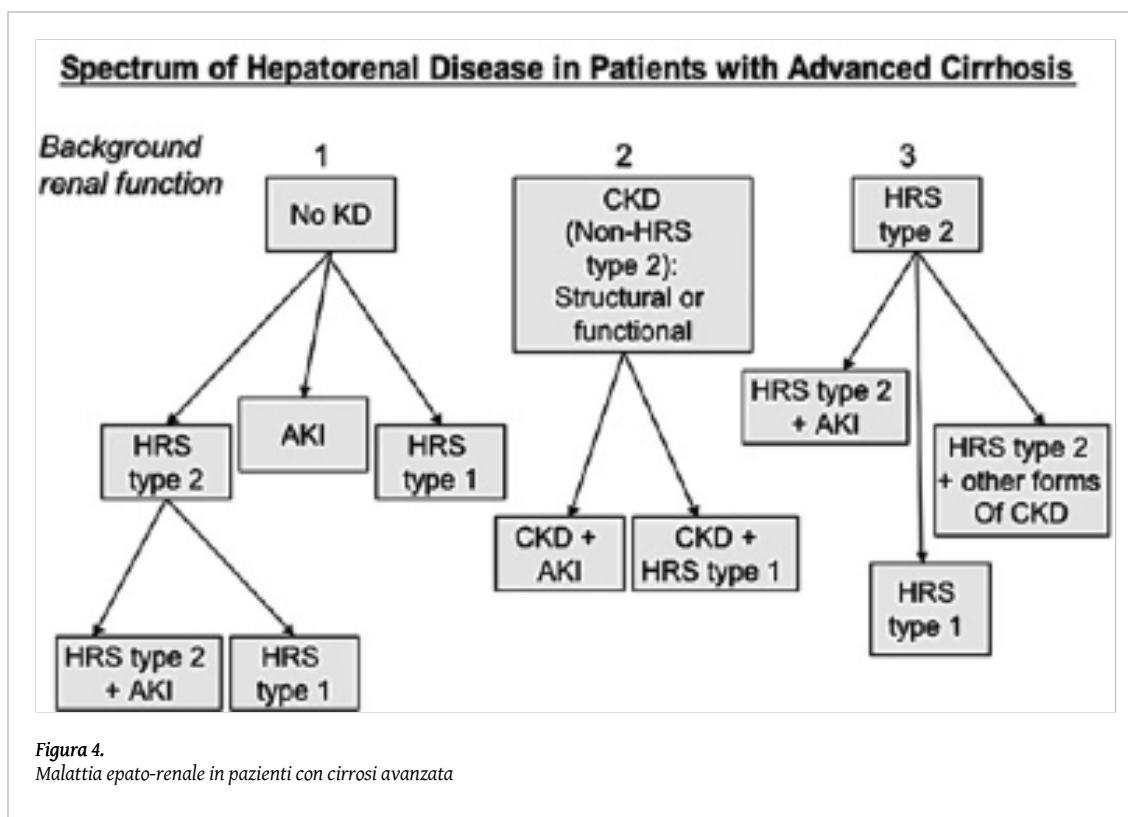 Spectrum of Hepatorenal Disease in Patients with Advanced Cirrhosis
Background
renal function
1
No KD
2
CKD
(Non-HRS
type 2):
Structural or
functional
3
HRS
type 2
HRS
type 2
AKI
HRS
type 1
HRS type 2
+ AKI
HRS
type 1
CKD +
AKI
CKD +
HRS type 1
HRS type 2
+ AKI
HRS
type 1
HRS type 2
+ other forms
Of CKD
Figura 4.
Malattia epato-renale in pazienti con cirrosi avanzata